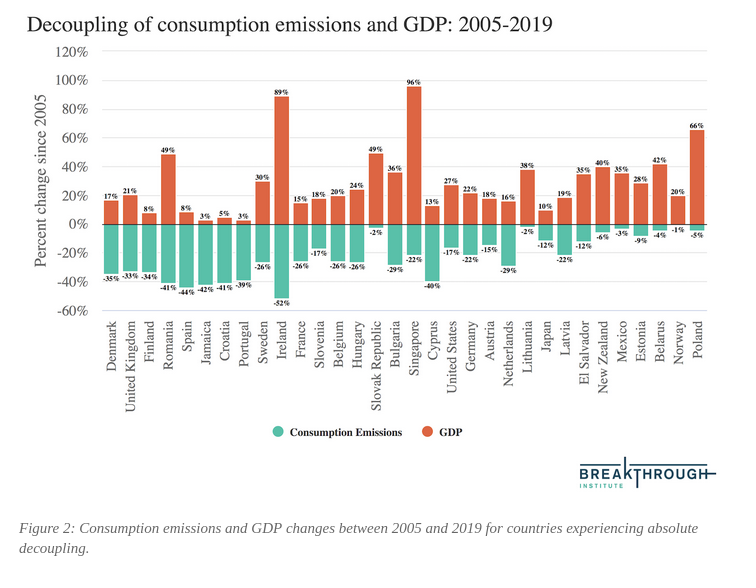 Decoupling of consumption emissions and GDP: 2005-2019
Percent change since 2005
120%
100%
80%
60%
40%
20%
0%
-20%
-40%
-60%
17% 21% 8% 49% 8% 3% 5% 3% 30% 89% 15% 18% 20% 24% 49% 36% 96% 13% 27% 22% 18% 16% 38% 10% 19% 35% 40% 35% 28% 42% 20% 66%
-35% -33% -34% -41% -44% -42% -41% -39% -26% -52% -26% -17% -26% -26% -2% -29% -22% -40% -17% -22% -15% -29% -2% -12% -22% -12% -6% -3% -9% -4% -1% -5%
Denmark
United Kingdom
Finland
Romania
Spain
Jamaica
Croatia
Portugal
Sweden
Ireland
France
Slovenia
Belgium
Hungary
Slovak Republic
Bulgaria
Singapore
Cyprus
United States
Germany
Austria
Netherlands
Lithuania
Japan
Latvia
El Salvador
New Zealand
Mexico
Estonia
Belarus
Norway
Poland
Consumption Emissions GDP
BREAKTHROUGH
INSTITUTE
Figure 2: Consumption emissions and GDP changes between 2005 and 2019 for countries experiencing absolute
decoupling.